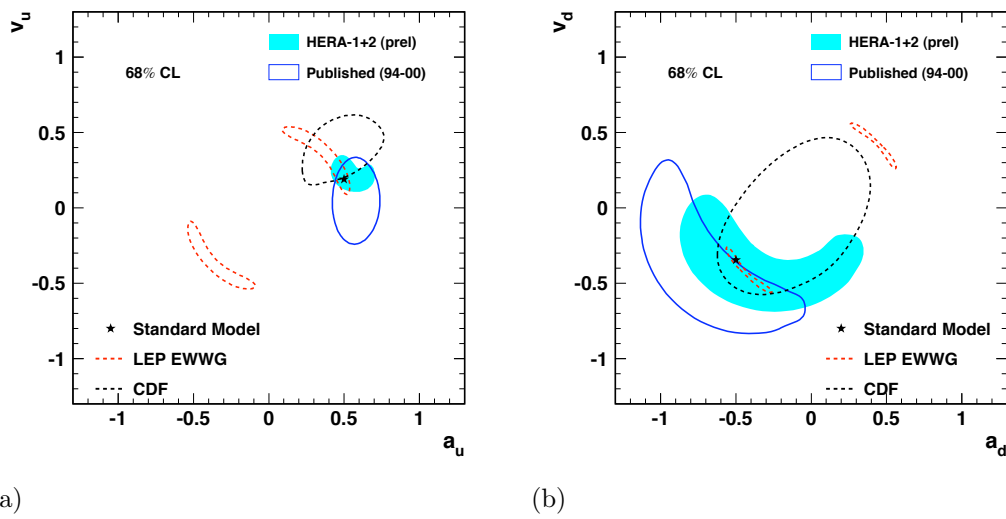 v_u
1
0.5
0
-0.5
-1
HERA-1+2 (prel)
68% CL
Published (94-00)
Standard Model
LEP EWWG
CDF
-1 -0.5 0 0.5 1
a_u
v_d
1
0.5
0
-0.5
-1
HERA-1+2 (prel)
68% CL
Published (94-00)
Standard Model
LEP EWWG
CDF
-1 -0.5 0 0.5 1
a_d
a)
(b)